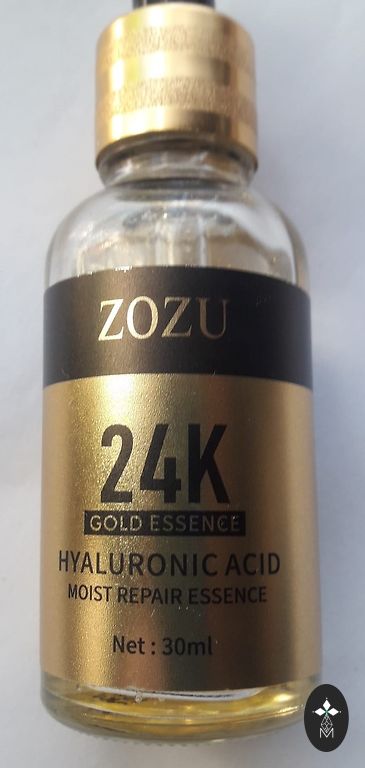 ZOZU
24K
GOLD ESSENCE
HYALURONIC ACID
MOIST REPAIR ESSENCE
Net : 30ml
M